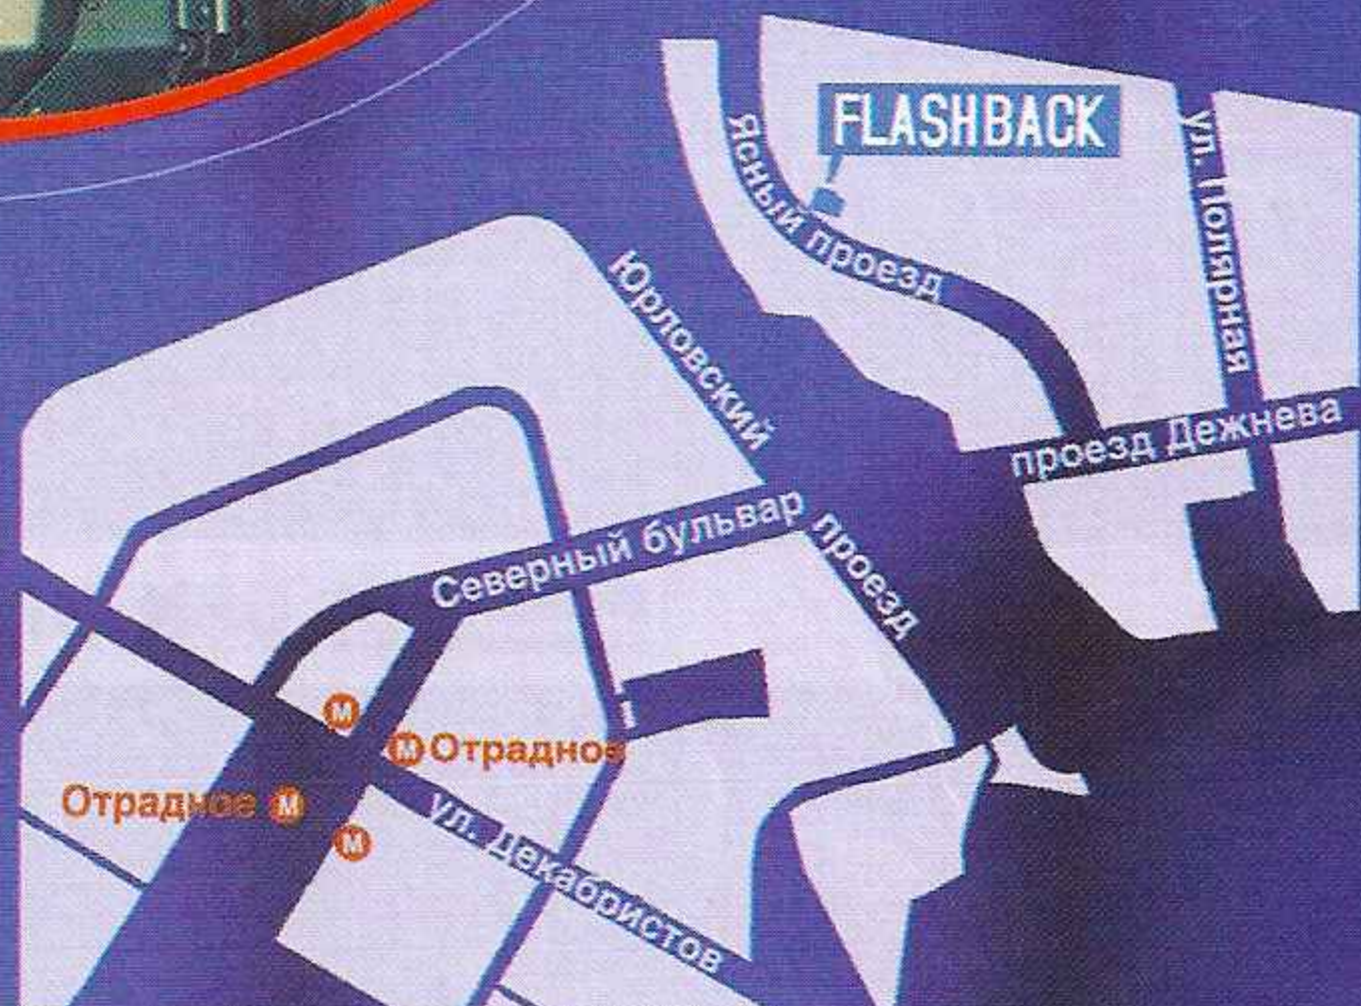 FLASHBACK
Ясный проезд
ул. Полярная
Юрловский
проезд
проезд Дежнева
Северный бульвар
М
М Отрадное
Отрадное М
М
ул. Декабристов